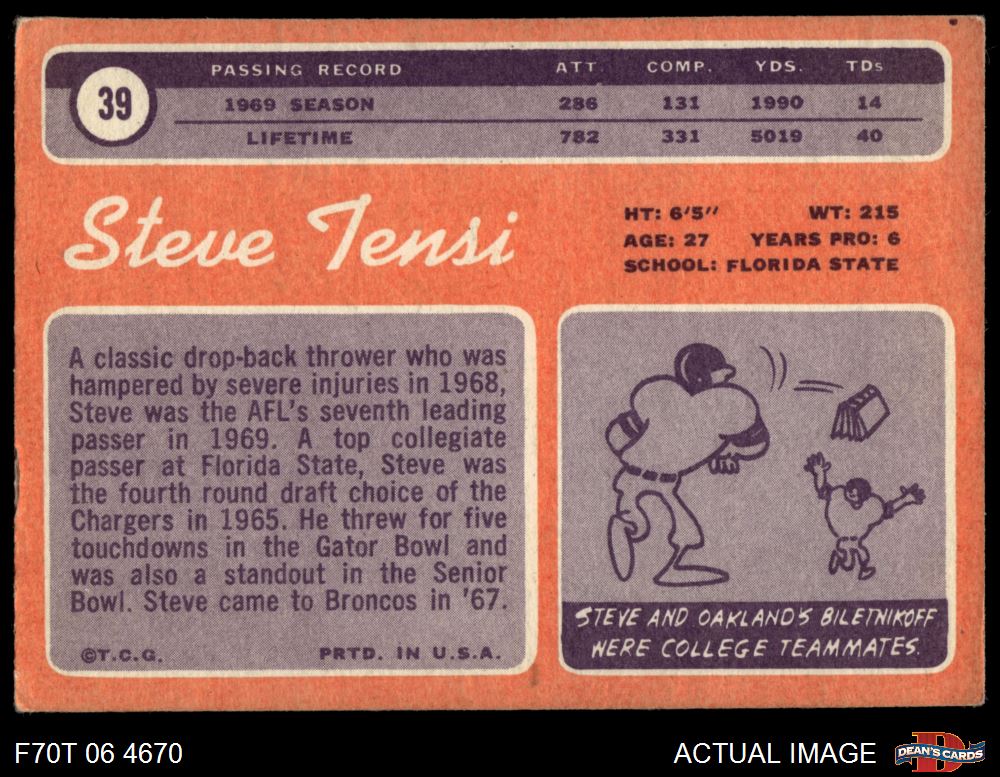 39
PASSING RECORD ATT. COMP. YDS. TDs
1969 SEASON 286 131 1990 14
LIFETIME 782 331 5019 40
Steve Tensi
HT: 6'5" WT: 215
AGE: 27 YEARS PRO: 6
SCHOOL: FLORIDA STATE
A classic drop-back thrower who was
hampered by severe injuries in 1968,
Steve was the AFL's seventh leading
passer in 1969. A top collegiate
passer at Florida State, Steve was
the fourth round draft choice of the
Chargers in 1965. He threw for five
touchdowns in the Gator Bowl and
was also a standout in the Senior
Bowl. Steve came to Broncos in '67.
©T.C.G. PRTD. IN U.S.A.
STEVE AND OAKLAND'S BILETNIKOFF
WERE COLLEGE TEAMMATES.
F70T 06 4670
ACTUAL IMAGE
D
DEAN'S CARDS